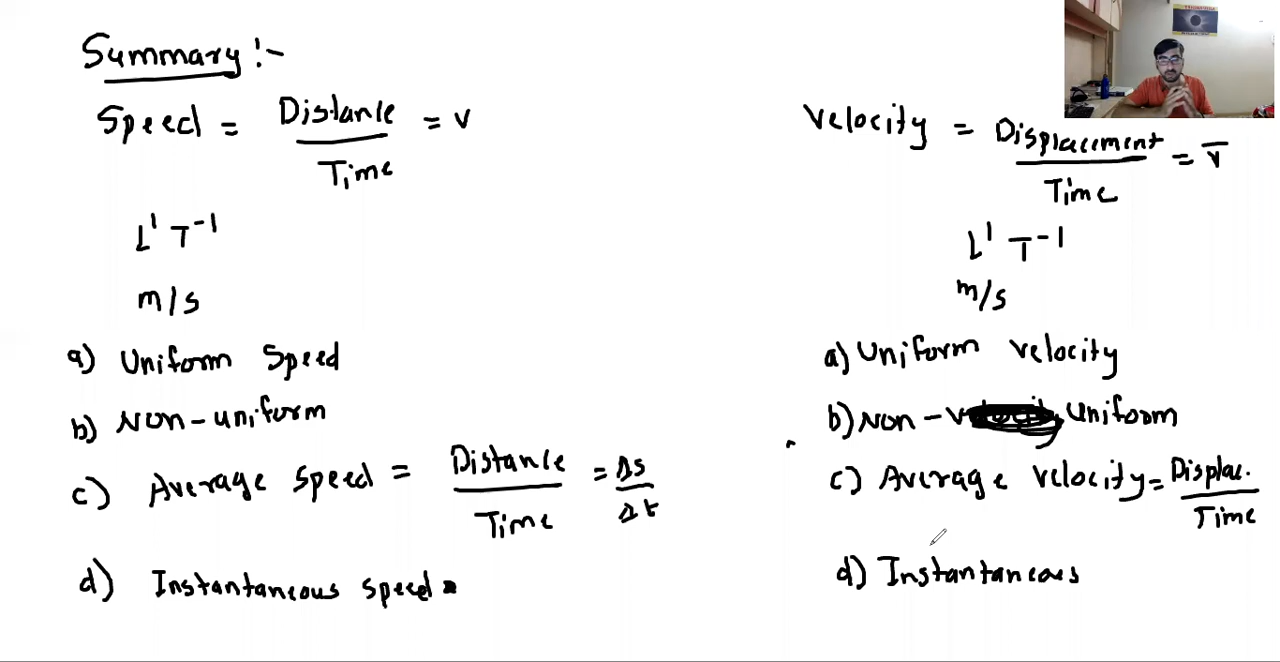 Summary :-
Speed = Distance / Time = v
L¹ T⁻¹
m/s
a) Uniform Speed
b) Non-uniform
c) Average speed = Distance / Time = Δs / Δt
d) Instantaneous speed
Velocity = Displacement / Time = v̅
L¹ T⁻¹
m/s
a) Uniform velocity
b) Non- Uniform
c) Average velocity = Displac. / Time
d) Instantaneous